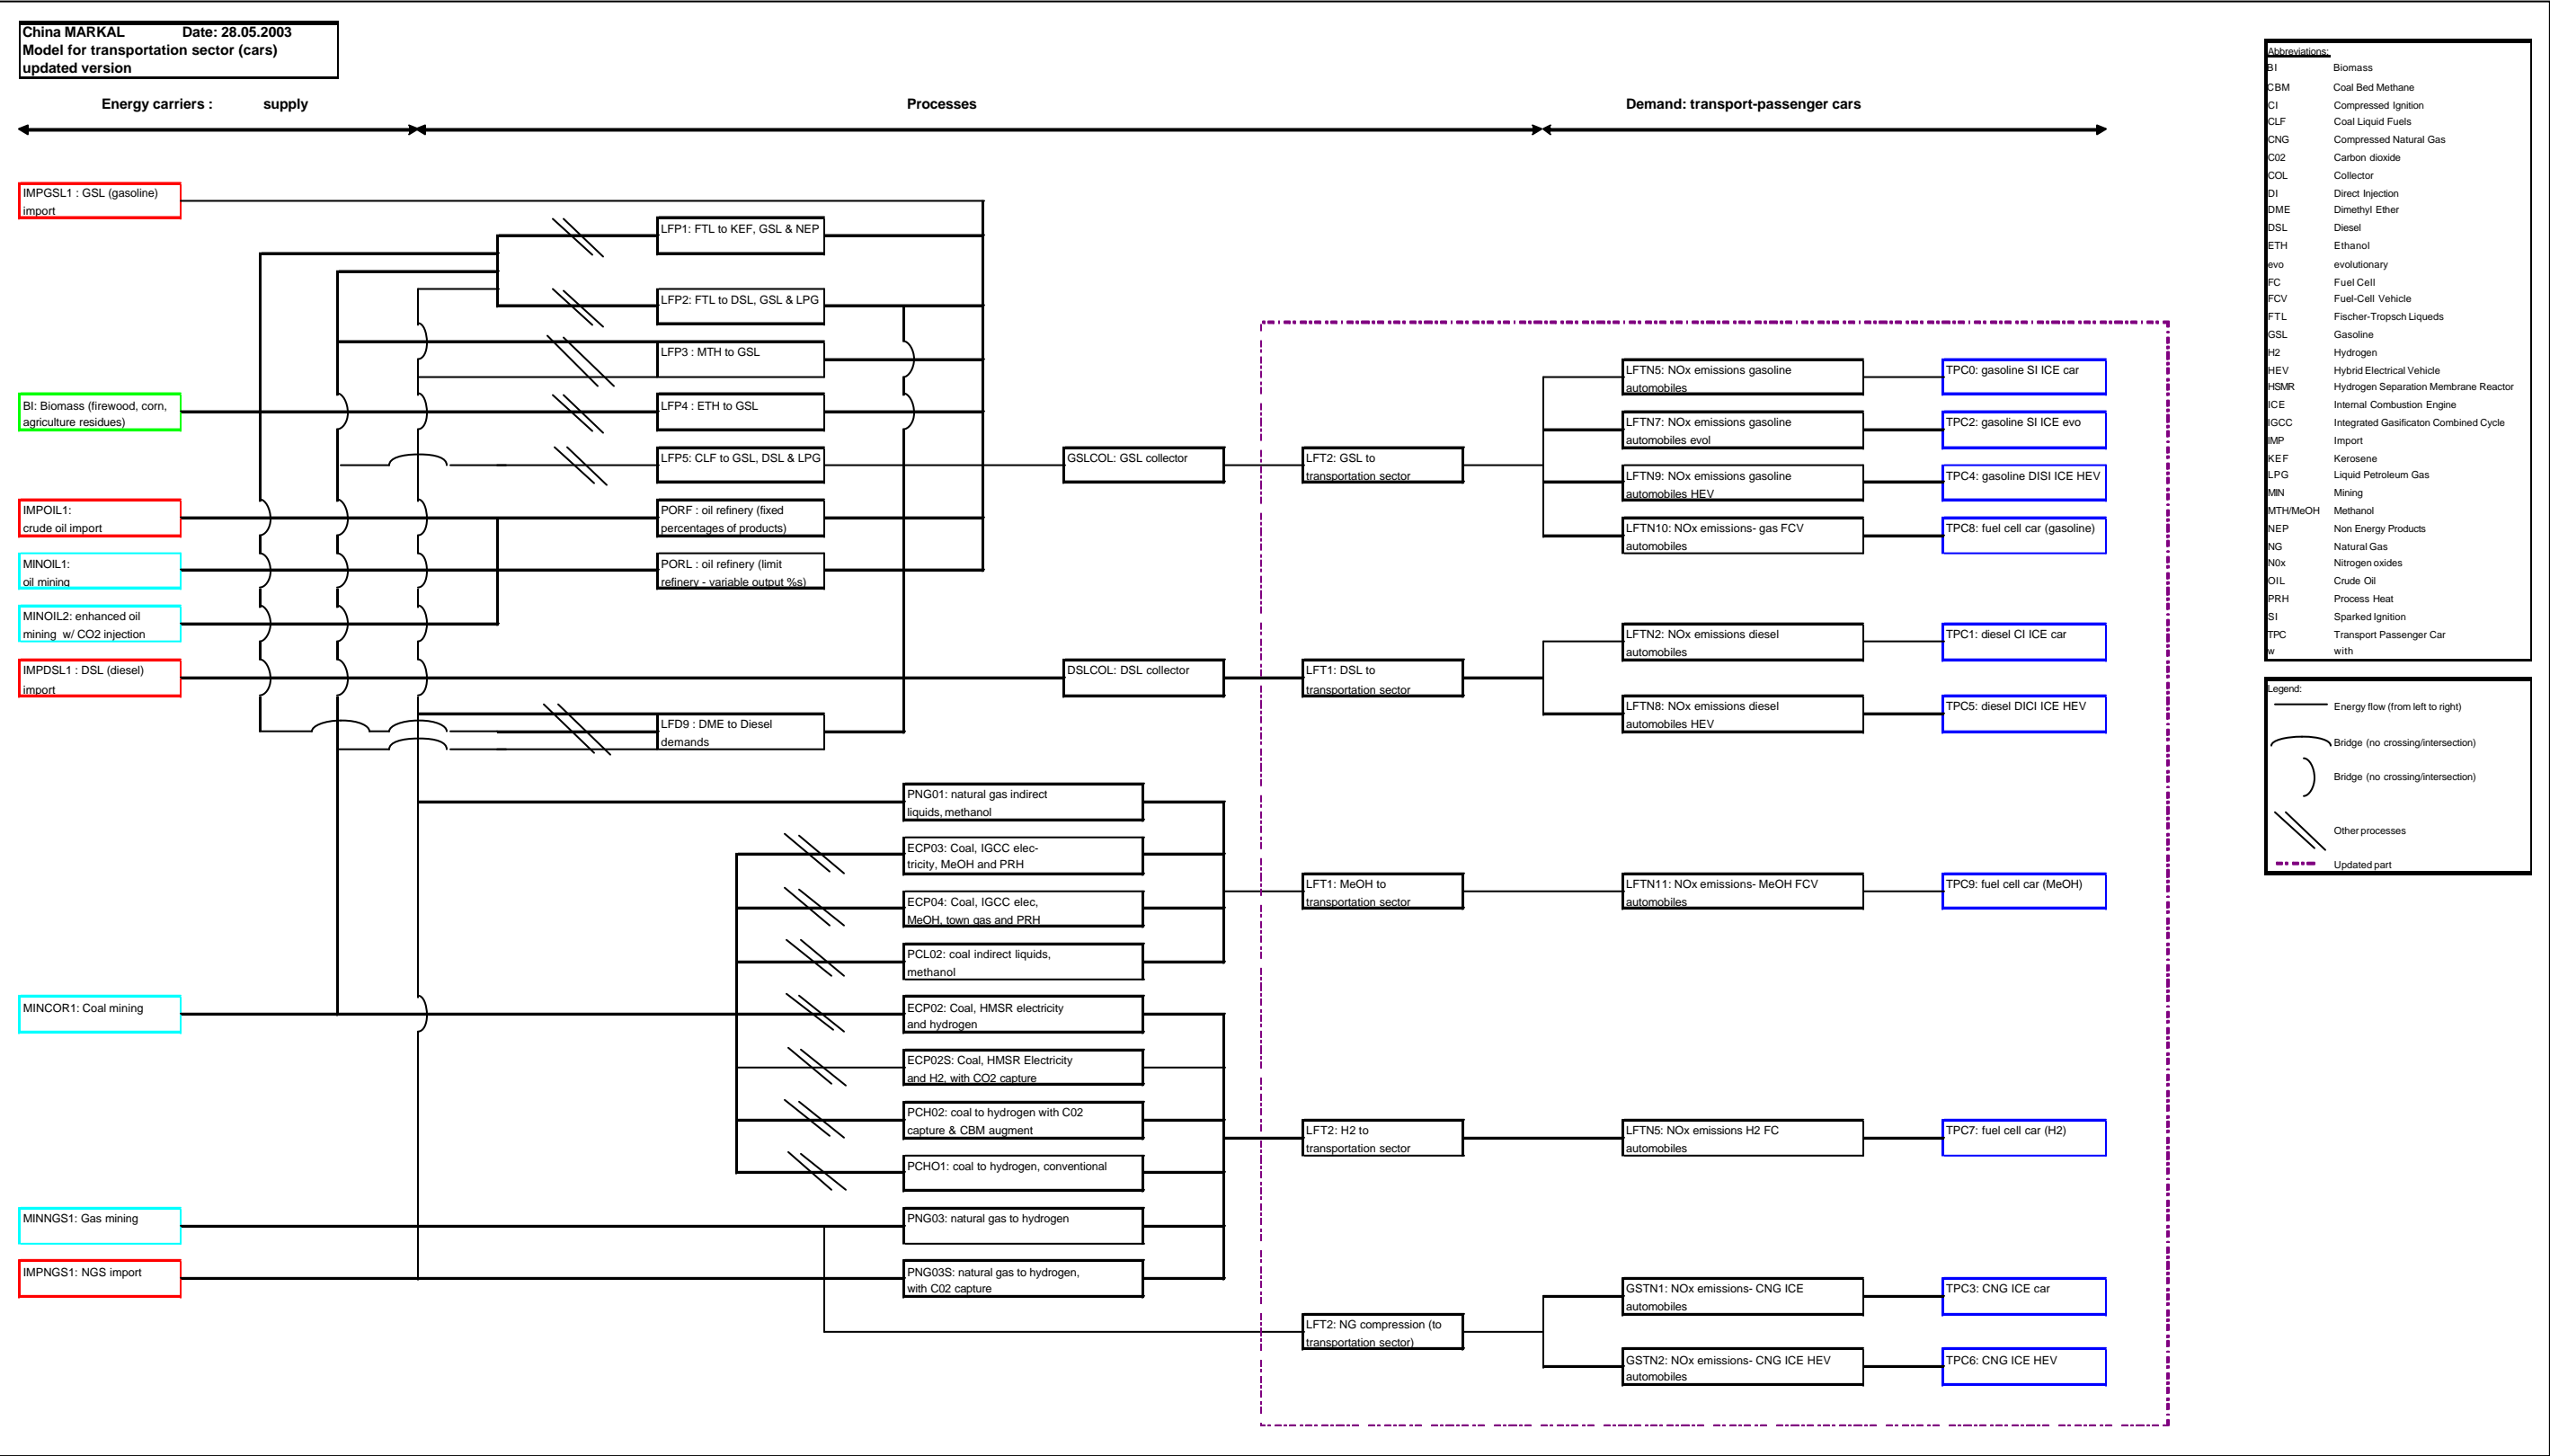 China MARKAL Date: 28.05.2003
Model for transportation sector (cars)
updated version
Energy carriers : supply
Processes
Demand: transport-passenger cars
IMPGSL1 : GSL (gasoline)
import
BI: Biomass (firewood, corn,
agriculture residues)
IMPOIL1:
crude oil import
MINOIL1:
oil mining
MINOIL2: enhanced oil
mining w/ CO2 injection
IMPDSL1 : DSL (diesel)
import
MINCOR1: Coal mining
MINNGS1: Gas mining
IMPNGS1: NGS import
LFP1: FTL to KEF, GSL & NEP
LFP2: FTL to DSL, GSL & LPG
LFP3 : MTH to GSL
LFP4 : ETH to GSL
LFP5: CLF to GSL, DSL & LPG
PORF : oil refinery (fixed
percentages of products)
PORL : oil refinery (limit
refinery - variable output %s)
LFD9 : DME to Diesel
demands
PNG01: natural gas indirect
liquids, methanol
ECP03: Coal, IGCC elec-
tricity, MeOH and PRH
ECP04: Coal, IGCC elec,
MeOH, town gas and PRH
PCL02: coal indirect liquids,
methanol
ECP02: Coal, HMSR electricity
and hydrogen
ECP02S: Coal, HMSR Electricity
and H2, with CO2 capture
PCH02: coal to hydrogen with C02
capture & CBM augment
PCHO1: coal to hydrogen, conventional
PNG03: natural gas to hydrogen
PNG03S: natural gas to hydrogen,
with C02 capture
GSLCOL: GSL collector
DSLCOL: DSL collector
LFT2: GSL to
transportation sector
LFT1: DSL to
transportation sector
LFT1: MeOH to
transportation sector
LFT2: H2 to
transportation sector
LFT2: NG compression (to
transportation sector)
LFTN5: NOx emissions gasoline
automobiles
LFTN7: NOx emissions gasoline
automobiles evol
LFTN9: NOx emissions gasoline
automobiles HEV
LFTN10: NOx emissions- gas FCV
automobiles
LFTN2: NOx emissions diesel
automobiles
LFTN8: NOx emissions diesel
automobiles HEV
LFTN11: NOx emissions- MeOH FCV
automobiles
LFTN5: NOx emissions H2 FC
automobiles
GSTN1: NOx emissions- CNG ICE
automobiles
GSTN2: NOx emissions- CNG ICE HEV
automobiles
TPC0: gasoline SI ICE car
TPC2: gasoline SI ICE evo
TPC4: gasoline DISI ICE HEV
TPC8: fuel cell car (gasoline)
TPC1: diesel CI ICE car
TPC5: diesel DICI ICE HEV
TPC9: fuel cell car (MeOH)
TPC7: fuel cell car (H2)
TPC3: CNG ICE car
TPC6: CNG ICE HEV
Abbreviations:
BI Biomass
CBM Coal Bed Methane
CI Compressed Ignition
CLF Coal Liquid Fuels
CNG Compressed Natural Gas
C02 Carbon dioxide
COL Collector
DI Direct Injection
DME Dimethyl Ether
DSL Diesel
ETH Ethanol
evo evolutionary
FC Fuel Cell
FCV Fuel-Cell Vehicle
FTL Fischer-Tropsch Liqueds
GSL Gasoline
H2 Hydrogen
HEV Hybrid Electrical Vehicle
HSMR Hydrogen Separation Membrane Reactor
ICE Internal Combustion Engine
IGCC Integrated Gasificaton Combined Cycle
IMP Import
KEF Kerosene
LPG Liquid Petroleum Gas
MIN Mining
MTH/MeOH Methanol
NEP Non Energy Products
NG Natural Gas
N0x Nitrogen oxides
OIL Crude Oil
PRH Process Heat
SI Sparked Ignition
TPC Transport Passenger Car
w with
Legend:
Energy flow (from left to right)
Bridge (no crossing/intersection)
Bridge (no crossing/intersection)
Other processes
Updated part